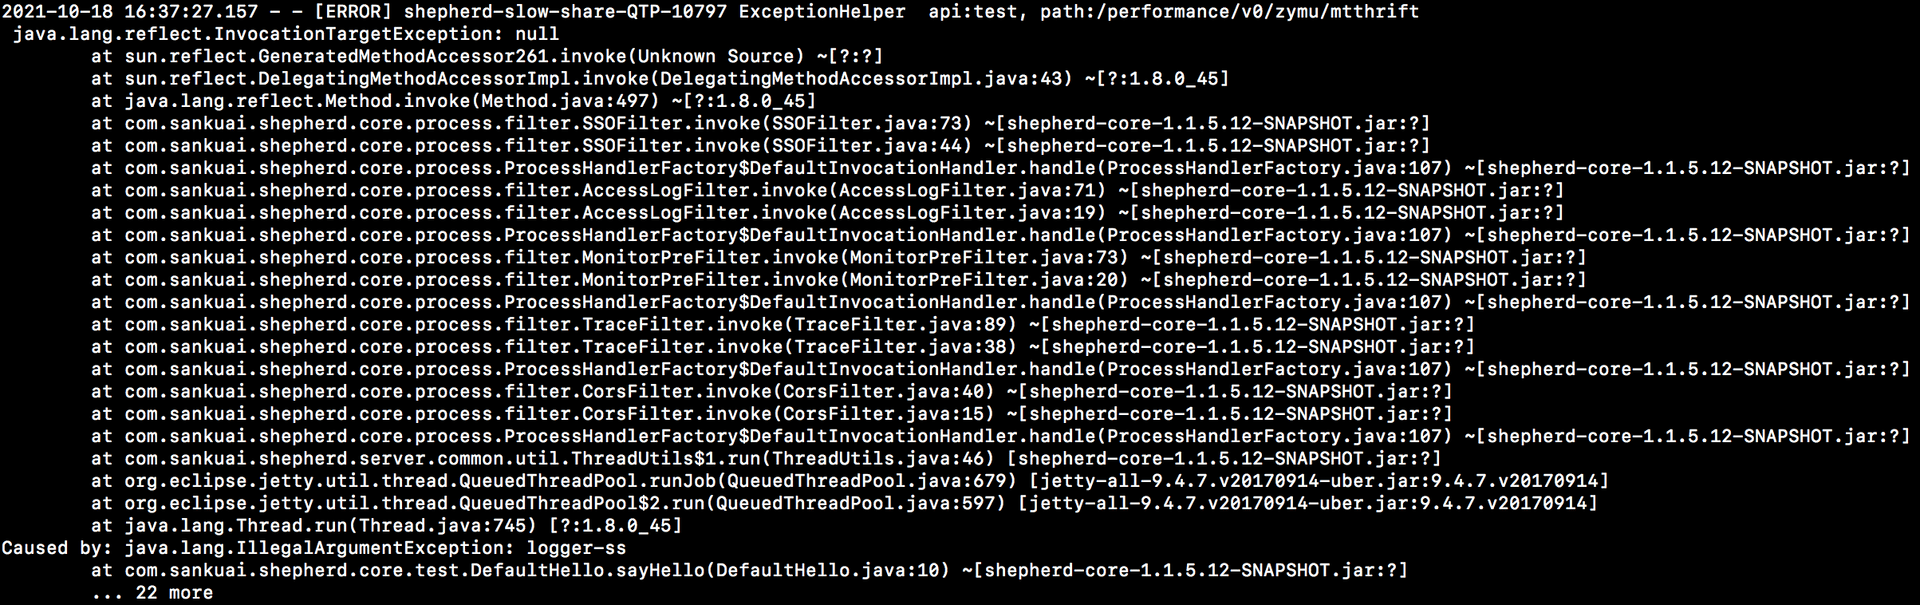 2021-10-18 16:37:27.157 - - [ERROR] shepherd-slow-share-QTP-10797 ExceptionHelper  api:test, path:/performance/v0/zymu/mtthrift
 java.lang.reflect.InvocationTargetException: null
        at sun.reflect.GeneratedMethodAccessor261.invoke(Unknown Source) ~[?:?]
        at sun.reflect.DelegatingMethodAccessorImpl.invoke(DelegatingMethodAccessorImpl.java:43) ~[?:1.8.0_45]
        at java.lang.reflect.Method.invoke(Method.java:497) ~[?:1.8.0_45]
        at com.sankuai.shepherd.core.process.filter.SSOFilter.invoke(SSOFilter.java:73) ~[shepherd-core-1.1.5.12-SNAPSHOT.jar:?]
        at com.sankuai.shepherd.core.process.filter.SSOFilter.invoke(SSOFilter.java:44) ~[shepherd-core-1.1.5.12-SNAPSHOT.jar:?]
        at com.sankuai.shepherd.core.process.ProcessHandlerFactory$DefaultInvocationHandler.handle(ProcessHandlerFactory.java:107) ~[shepherd-core-1.1.5.12-SNAPSHOT.jar:?]
        at com.sankuai.shepherd.core.process.filter.AccessLogFilter.invoke(AccessLogFilter.java:71) ~[shepherd-core-1.1.5.12-SNAPSHOT.jar:?]
        at com.sankuai.shepherd.core.process.filter.AccessLogFilter.invoke(AccessLogFilter.java:19) ~[shepherd-core-1.1.5.12-SNAPSHOT.jar:?]
        at com.sankuai.shepherd.core.process.ProcessHandlerFactory$DefaultInvocationHandler.handle(ProcessHandlerFactory.java:107) ~[shepherd-core-1.1.5.12-SNAPSHOT.jar:?]
        at com.sankuai.shepherd.core.process.filter.MonitorPreFilter.invoke(MonitorPreFilter.java:73) ~[shepherd-core-1.1.5.12-SNAPSHOT.jar:?]
        at com.sankuai.shepherd.core.process.filter.MonitorPreFilter.invoke(MonitorPreFilter.java:20) ~[shepherd-core-1.1.5.12-SNAPSHOT.jar:?]
        at com.sankuai.shepherd.core.process.ProcessHandlerFactory$DefaultInvocationHandler.handle(ProcessHandlerFactory.java:107) ~[shepherd-core-1.1.5.12-SNAPSHOT.jar:?]
        at com.sankuai.shepherd.core.process.filter.TraceFilter.invoke(TraceFilter.java:89) ~[shepherd-core-1.1.5.12-SNAPSHOT.jar:?]
        at com.sankuai.shepherd.core.process.filter.TraceFilter.invoke(TraceFilter.java:38) ~[shepherd-core-1.1.5.12-SNAPSHOT.jar:?]
        at com.sankuai.shepherd.core.process.ProcessHandlerFactory$DefaultInvocationHandler.handle(ProcessHandlerFactory.java:107) ~[shepherd-core-1.1.5.12-SNAPSHOT.jar:?]
        at com.sankuai.shepherd.core.process.filter.CorsFilter.invoke(CorsFilter.java:40) ~[shepherd-core-1.1.5.12-SNAPSHOT.jar:?]
        at com.sankuai.shepherd.core.process.filter.CorsFilter.invoke(CorsFilter.java:15) ~[shepherd-core-1.1.5.12-SNAPSHOT.jar:?]
        at com.sankuai.shepherd.core.process.ProcessHandlerFactory$DefaultInvocationHandler.handle(ProcessHandlerFactory.java:107) ~[shepherd-core-1.1.5.12-SNAPSHOT.jar:?]
        at com.sankuai.shepherd.server.common.util.ThreadUtils$1.run(ThreadUtils.java:46) [shepherd-core-1.1.5.12-SNAPSHOT.jar:?]
        at org.eclipse.jetty.util.thread.QueuedThreadPool.runJob(QueuedThreadPool.java:679) [jetty-all-9.4.7.v20170914-uber.jar:9.4.7.v20170914]
        at org.eclipse.jetty.util.thread.QueuedThreadPool$2.run(QueuedThreadPool.java:597) [jetty-all-9.4.7.v20170914-uber.jar:9.4.7.v20170914]
        at java.lang.Thread.run(Thread.java:745) [?:1.8.0_45]
Caused by: java.lang.IllegalArgumentException: logger-ss
        at com.sankuai.shepherd.core.test.DefaultHello.sayHello(DefaultHello.java:10) ~[shepherd-core-1.1.5.12-SNAPSHOT.jar:?]
        ... 22 more